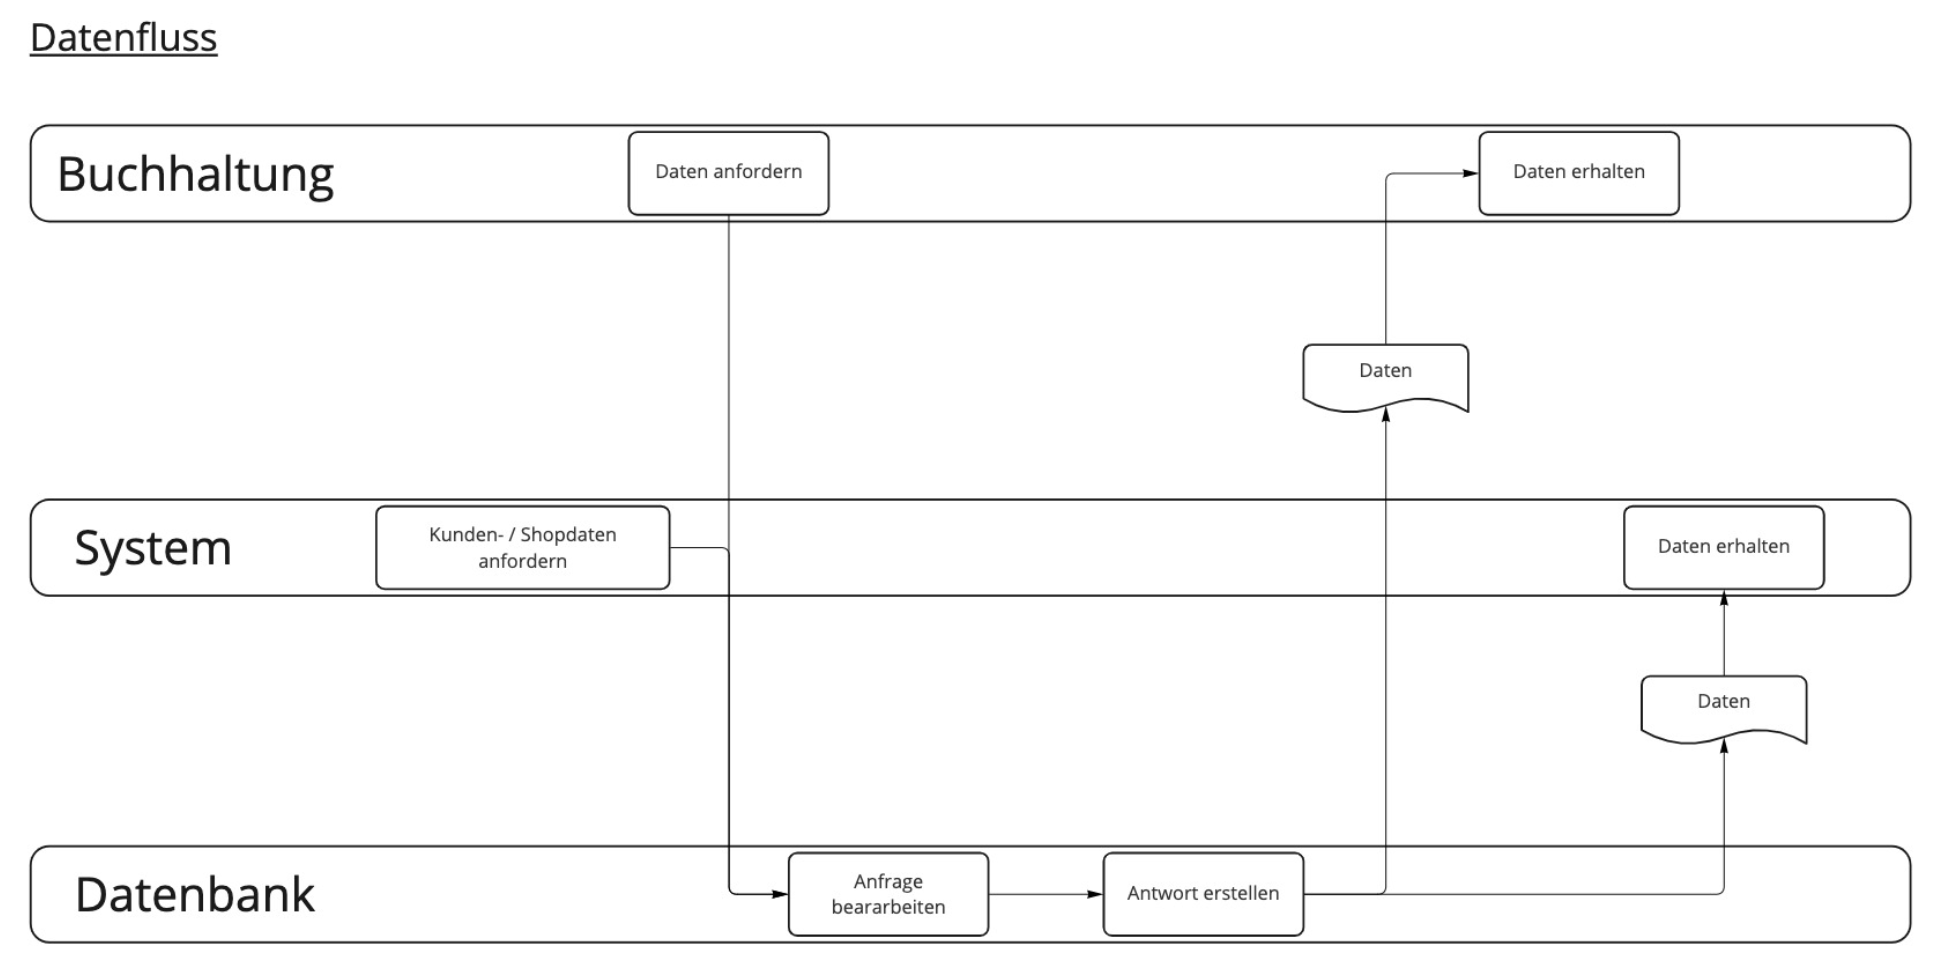 Datenfluss
Buchhaltung
Daten anfordern
Daten erhalten
Daten
System
Kunden- / Shopdaten
anfordern
Daten erhalten
Daten
Datenbank
Anfrage
beararbeiten
Antwort erstellen